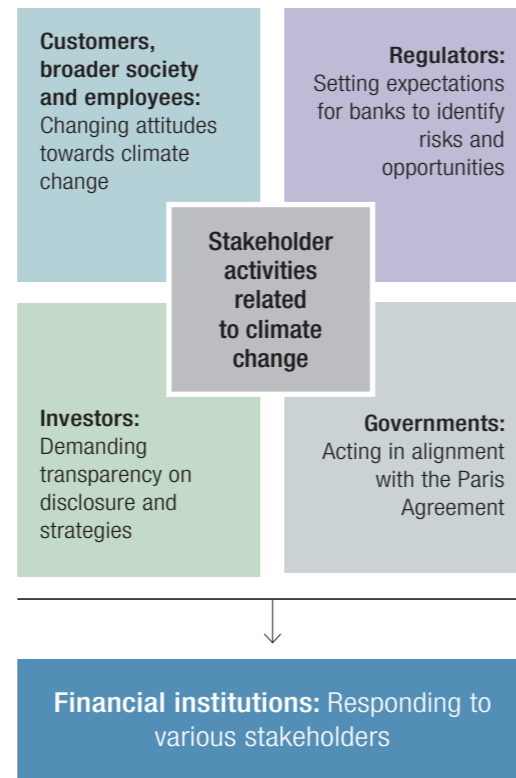 Customers,
broader society
and employees:
Changing attitudes
towards climate
change
Regulators:
Setting expectations
for banks to identify
risks and
opportunities
Stakeholder
activities
related
to climate
change
Investors:
Demanding
transparency on
disclosure and
strategies
Governments:
Acting in alignment
with the Paris
Agreement
Financial institutions: Responding to
various stakeholders